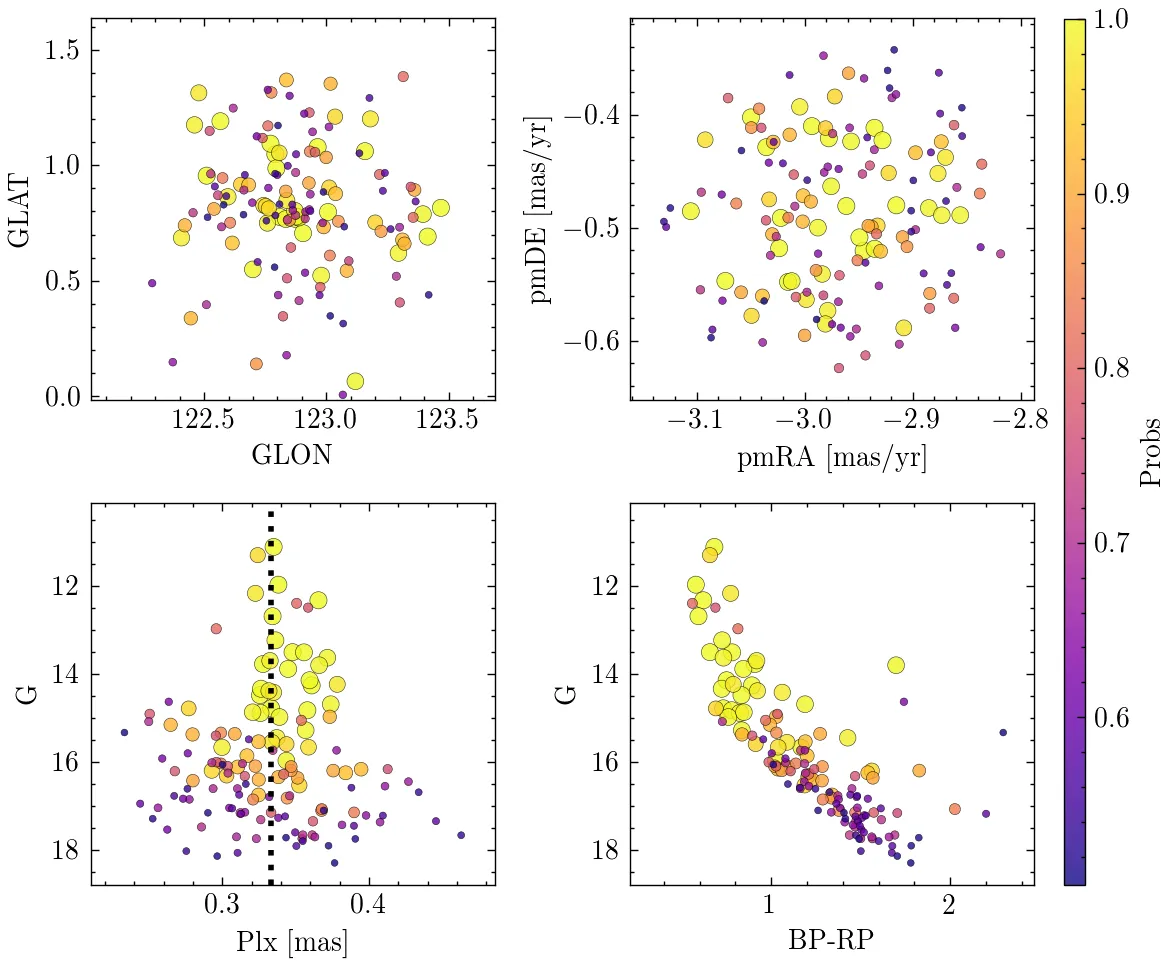 1.5
1.0
0.5
0.0
GLAT
122.5 123.0 123.5
GLON
−0.4
−0.5
−0.6
pmDE [mas/yr]
−3.1 −3.0 −2.9 −2.8
pmRA [mas/yr]
12
14
16
18
G
0.3 0.4
Plx [mas]
12
14
16
18
G
1 2
BP-RP
1.0
0.9
0.8
0.7
0.6
Probs